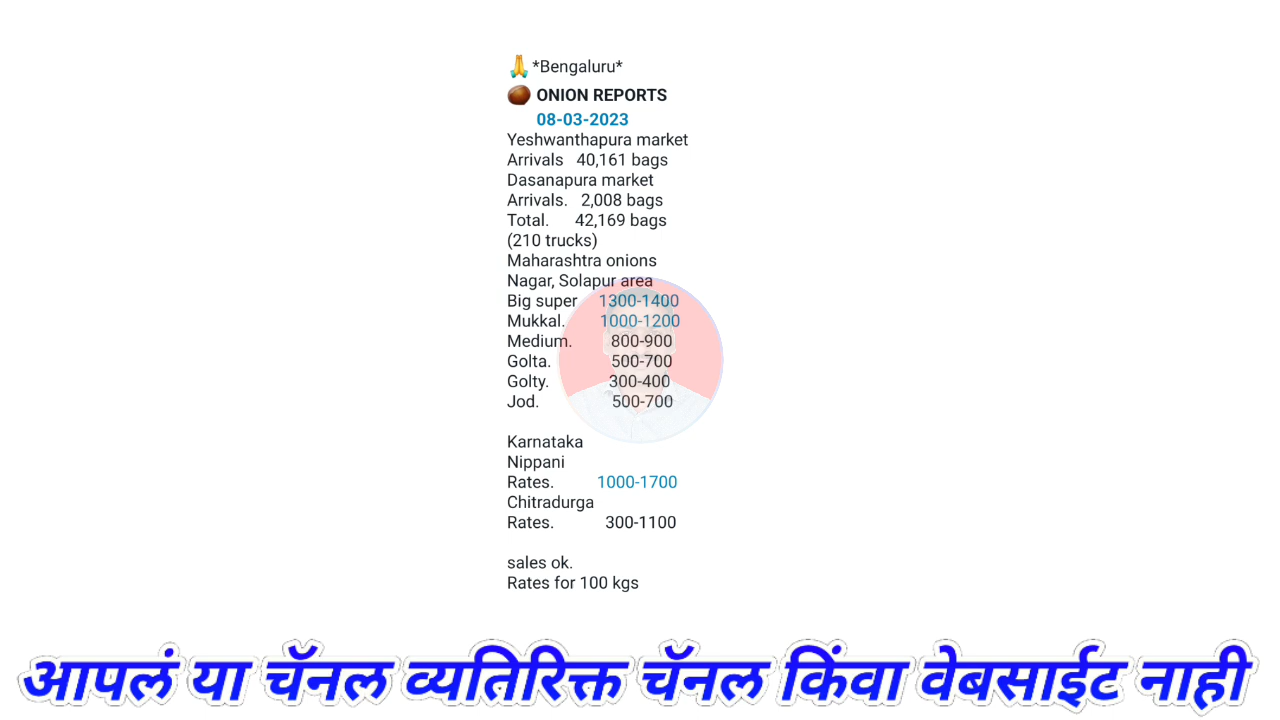 🙏*Bengaluru*
🥔 ONION REPORTS
08-03-2023
Yeshwanthapura market
Arrivals 40,161 bags
Dasanapura market
Arrivals. 2,008 bags
Total. 42,169 bags
(210 trucks)
Maharashtra onions
Nagar, Solapur area
Big super 1300-1400
Mukkal. 1000-1200
Medium. 800-900
Golta. 500-700
Golty. 300-400
Jod. 500-700
Karnataka
Nippani
Rates. 1000-1700
Chitradurga
Rates. 300-1100
sales ok.
Rates for 100 kgs
आपलं या चॅनल व्यतिरिक्त चॅनल किंवा वेबसाईट नाही